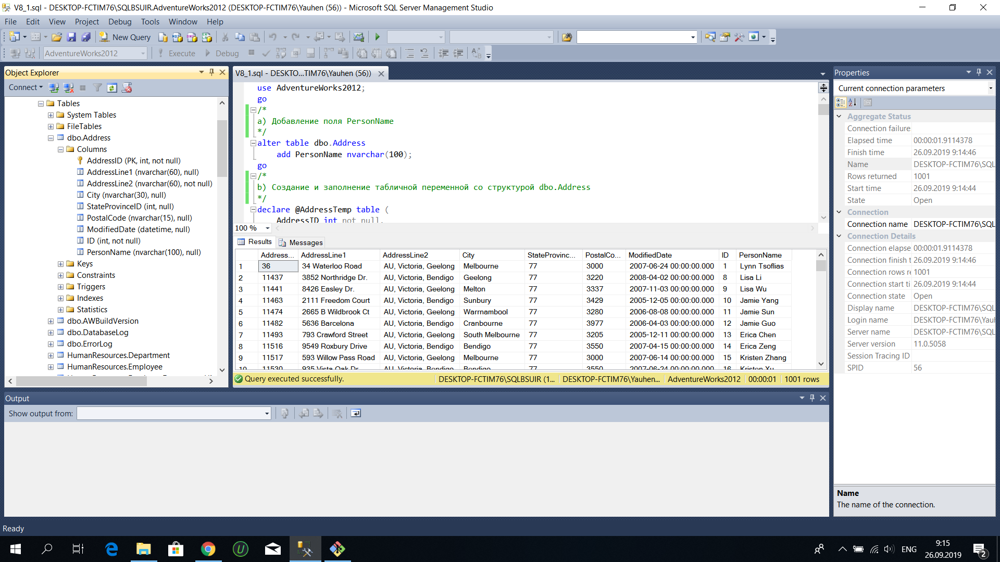 V8_1.sql - DESKTOP-FCTIM76\SQLBSUIR.AdventureWorks2012 (DESKTOP-FCTIM76\Yauhen (56)) - Microsoft SQL Server Management Studio
File Edit View Project Debug Tools Window Help
New Query
AdventureWorks2012 Execute Debug
Object Explorer
Connect
Tables
System Tables
FileTables
dbo.Address
Columns
AddressID (PK, int, not null)
AddressLine1 (nvarchar(60), null)
AddressLine2 (nvarchar(60), not null)
City (nvarchar(30), null)
StateProvinceID (int, null)
PostalCode (nvarchar(15), null)
ModifiedDate (datetime, null)
ID (int, not null)
PersonName (nvarchar(100), null)
Keys
Constraints
Triggers
Indexes
Statistics
dbo.AWBuildVersion
dbo.DatabaseLog
dbo.ErrorLog
HumanResources.Department
HumanResources.Employee
V8_1.sql - DESKTO...TIM76\Yauhen (56))
use AdventureWorks2012;
go
/*
a) Добавление поля PersonName
*/
alter table dbo.Address
add PersonName nvarchar(100);
go
/*
b) Создание и заполнение табличной переменной со структурой dbo.Address
*/
declare @AddressTemp table (
AddressID int not null,
100 %
Results Messages
Address... AddressLine1 AddressLine2 City StateProvinc... PostalCo... ModifiedDate ID PersonName
1 36 34 Waterloo Road AU, Victoria, Geelong Melbourne 77 3000 2007-06-24 00:00:00.000 1 Lynn Tsoflias
2 11437 3852 Northridge Dr. AU, Victoria, Bendigo Geelong 77 3220 2008-04-02 00:00:00.000 8 Lisa Li
3 11441 8426 Easley Dr. AU, Victoria, Geelong Melton 77 3337 2007-11-03 00:00:00.000 9 Lisa Wu
4 11463 2111 Freedom Court AU, Victoria, Bendigo Sunbury 77 3429 2005-12-05 00:00:00.000 10 Jamie Yang
5 11474 2665 B Wildbrook Ct AU, Victoria, Geelong Warrnambool 77 3280 2006-08-08 00:00:00.000 11 Jamie Sun
6 11482 5636 Barcelona AU, Victoria, Bendigo Cranbourne 77 3977 2006-04-03 00:00:00.000 12 Jamie Guo
7 11493 793 Crawford Street AU, Victoria, Geelong South Melbourne 77 3205 2005-12-11 00:00:00.000 13 Erica Chen
8 11516 9549 Roxbury Drive AU, Victoria, Bendigo Bendigo 77 3550 2007-04-15 00:00:00.000 14 Erica Zeng
9 11517 593 Willow Pass Road AU, Victoria, Geelong Melbourne 77 3000 2007-06-14 00:00:00.000 15 Kristen Zhang
10 11530 935 Vista Oak Dr AU, Victoria, Bendigo Bendigo 77 3550 2007-06-24 00:00:00.000 16 Kristen Xu
Query executed successfully. DESKTOP-FCTIM76\SQLBSUIR (1... DESKTOP-FCTIM76\Yauhen... AdventureWorks2012 00:00:01 1001 rows
Properties
Current connection parameters
Aggregate Status
Connection failure
Elapsed time 00:00:01.9114378
Finish time 26.09.2019 9:14:46
Name DESKTOP-FCTIM76\SQL
Rows returned 1001
Start time 26.09.2019 9:14:44
State Open
Connection
Connection name DESKTOP-FCTIM76\SQL
Connection Details
Connection elapse 00:00:01.9114378
Connection finish t 26.09.2019 9:14:46
Connection rows re 1001
Connection start ti 26.09.2019 9:14:44
Connection state Open
Display name DESKTOP-FCTIM76\SQL
Login name DESKTOP-FCTIM76\Yauh
Server name DESKTOP-FCTIM76\SQL
Server version 11.0.5058
Session Tracing ID
SPID 56
Name
The name of the connection.
Output
Show output from:
Ready
ENG
9:15
26.09.2019
2